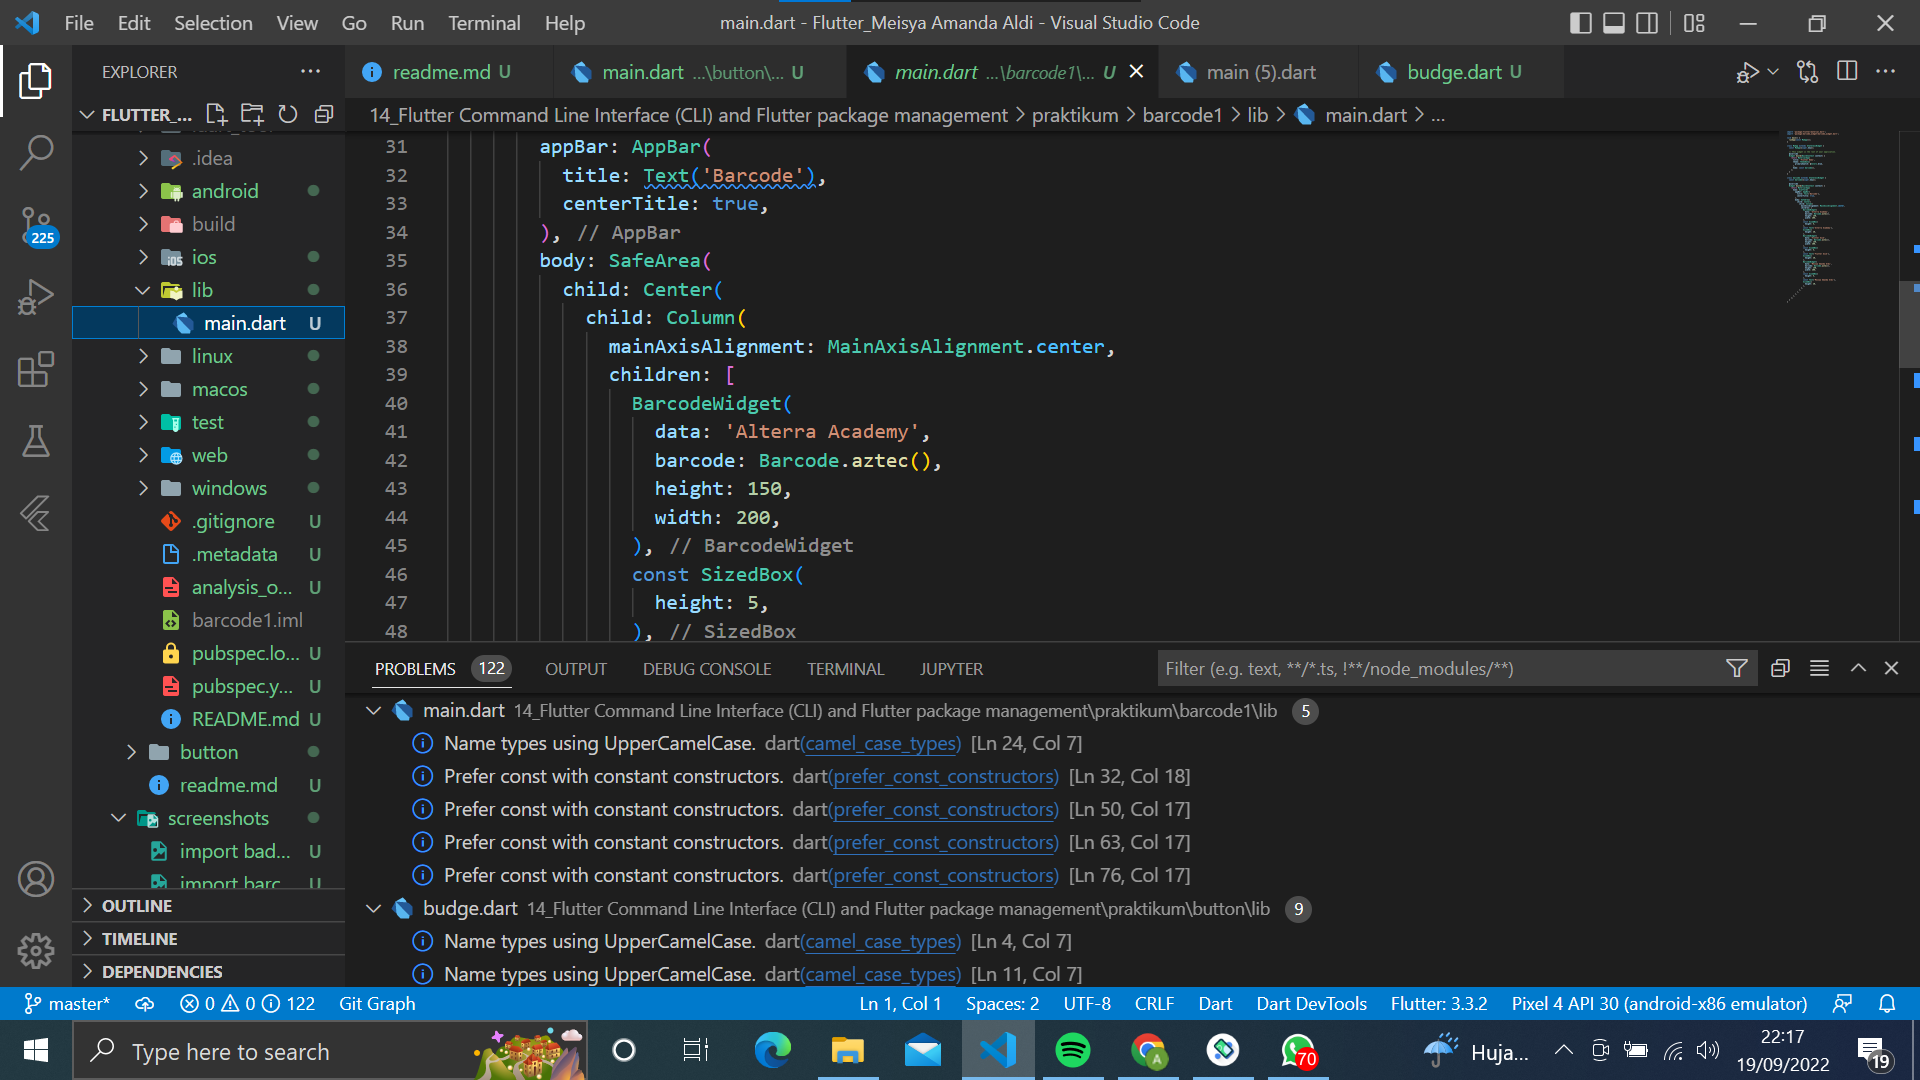 File Edit Selection View Go Run Terminal Help
main.dart - Flutter_Meisya Amanda Aldi - Visual Studio Code
EXPLORER
readme.md U
main.dart ...\button\... U
main.dart ...\barcode1\... U
main (5).dart
budge.dart U
FLUTTER_...
14_Flutter Command Line Interface (CLI) and Flutter package management > praktikum > barcode1 > lib > main.dart > ...
.idea
android
build
ios
lib
main.dart U
linux
macos
test
web
windows
.gitignore U
.metadata U
analysis_o... U
barcode1.iml
pubspec.lo... U
pubspec.y... U
README.md U
button
readme.md U
screenshots
import bad... U
import barc U
OUTLINE
TIMELINE
DEPENDENCIES
225
31 appBar: AppBar(
32 title: Text('Barcode'),
33 centerTitle: true,
34 ), // AppBar
35 body: SafeArea(
36 child: Center(
37 child: Column(
38 mainAxisAlignment: MainAxisAlignment.center,
39 children: [
40 BarcodeWidget(
41 data: 'Alterra Academy',
42 barcode: Barcode.aztec(),
43 height: 150,
44 width: 200,
45 ), // BarcodeWidget
46 const SizedBox(
47 height: 5,
48 ), // SizedBox
PROBLEMS 122 OUTPUT DEBUG CONSOLE TERMINAL JUPYTER
Filter (e.g. text, **/*.ts, !**/node_modules/**)
main.dart 14_Flutter Command Line Interface (CLI) and Flutter package management\praktikum\barcode1\lib 5
Name types using UpperCamelCase. dart(camel_case_types) [Ln 24, Col 7]
Prefer const with constant constructors. dart(prefer_const_constructors) [Ln 32, Col 18]
Prefer const with constant constructors. dart(prefer_const_constructors) [Ln 50, Col 17]
Prefer const with constant constructors. dart(prefer_const_constructors) [Ln 63, Col 17]
Prefer const with constant constructors. dart(prefer_const_constructors) [Ln 76, Col 17]
budge.dart 14_Flutter Command Line Interface (CLI) and Flutter package management\praktikum\button\lib 9
Name types using UpperCamelCase. dart(camel_case_types) [Ln 4, Col 7]
Name types using UpperCamelCase. dart(camel_case_types) [Ln 11, Col 7]
master* 0 0 122 Git Graph
Ln 1, Col 1 Spaces: 2 UTF-8 CRLF Dart Dart DevTools Flutter: 3.3.2 Pixel 4 API 30 (android-x86 emulator)
Type here to search
A
70
Huja...
22:17
19/09/2022
19